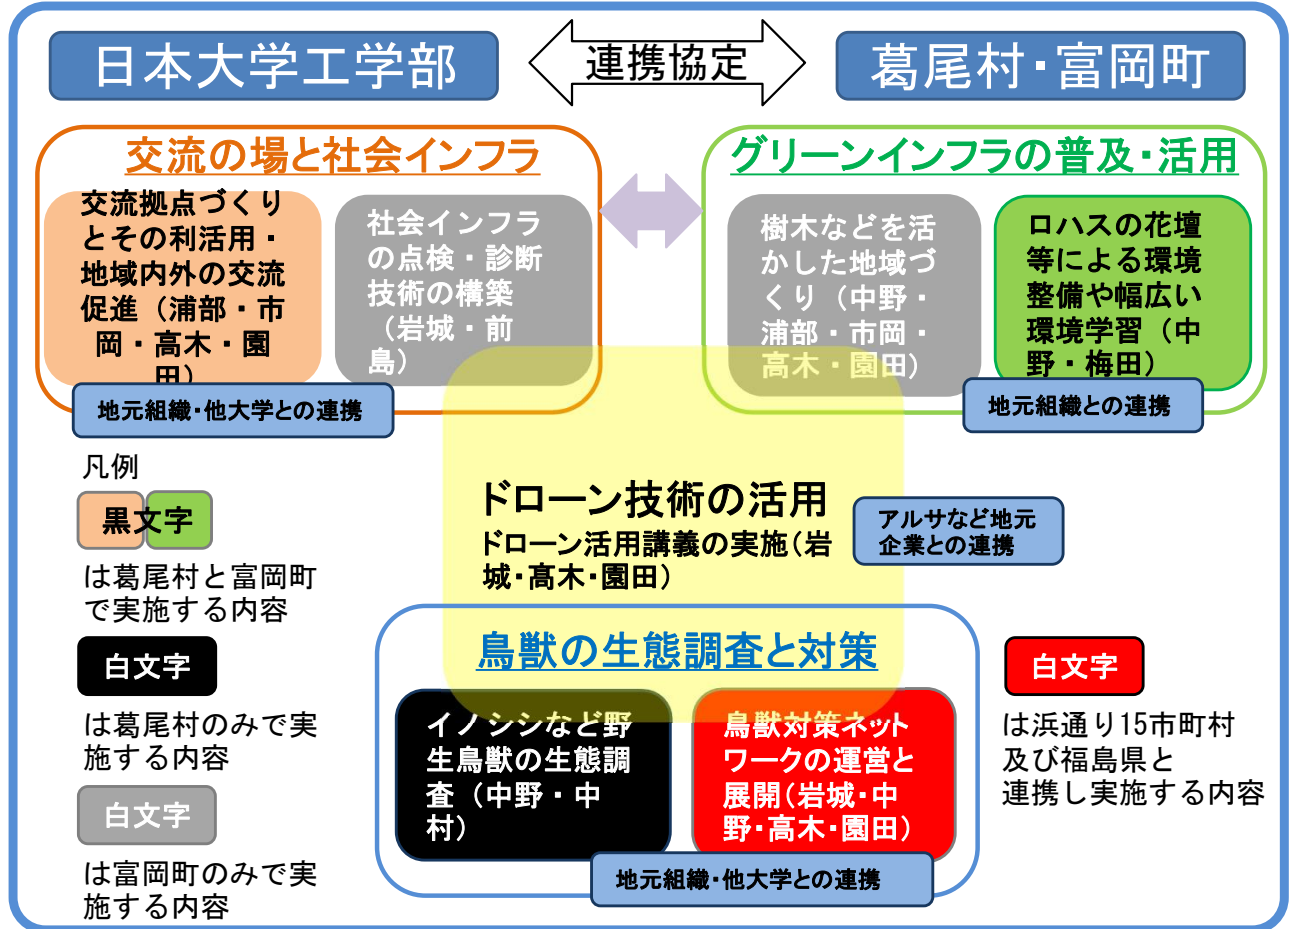 日本大学工学部
連携協定
葛尾村・富岡町
交流の場と社会インフラ
交流拠点づくり
とその利活用・
地域内外の交流
促進（浦部・市
岡・高木・園
田）
社会インフラ
の点検・診断
技術の構築
（岩城・前
島）
地元組織・他大学との連携
グリーンインフラの普及・活用
樹木などを活
かした地域づ
くり（中野・
浦部・市岡・
高木・園田）
ロハスの花壇
等による環境
整備や幅広い
環境学習（中
野・梅田）
地元組織との連携
ドローン技術の活用
ドローン活用講義の実施（岩
城・髙木・園田）
アルサなど地元
企業との連携
鳥獣の生態調査と対策
イノシシなど野
生鳥獣の生態調
査（中野・中
村）
鳥獣対策ネット
ワークの運営と
展開（岩城・中
野・高木・園田）
地元組織・他大学との連携
凡例
黒文字
は葛尾村と富岡町
で実施する内容
白文字
は葛尾村のみで実
施する内容
白文字
は富岡町のみで実
施する内容
白文字
は浜通り15市町村
及び福島県と
連携し実施する内容